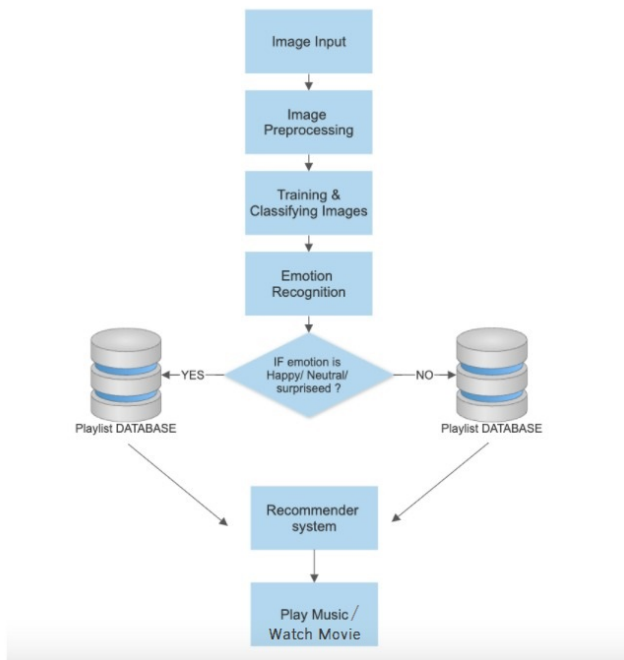 Image Input
Image
Preprocessing
Training &
Classifying Images
Emotion
Recognition
IF emotion is
Happy/ Neutral/
surpriseed ?
YES
NO
Playlist DATABASE
Playlist DATABASE
Recommender
system
Play Music /
Watch Movie